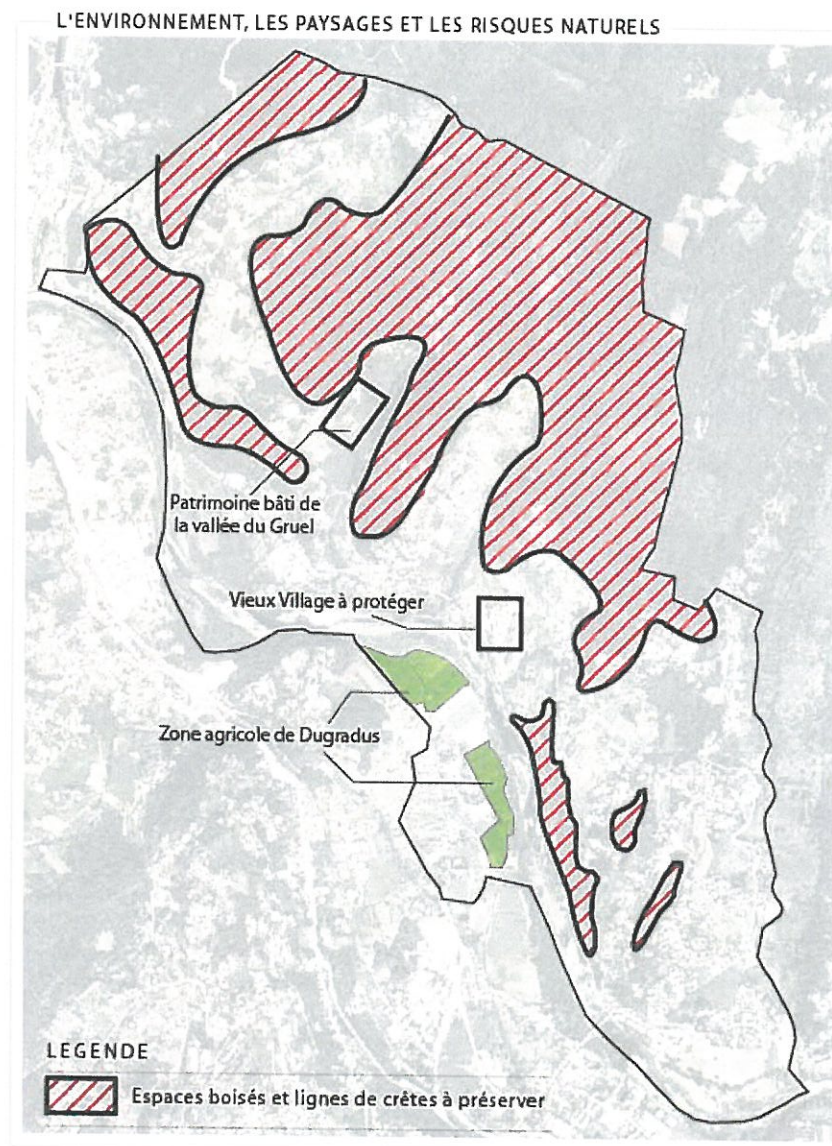 L'ENVIRONNEMENT, LES PAYSAGES ET LES RISQUES NATURELS
Patrimoine bâti de
la vallée du Gruel
Vieux Village à protéger
Zone agricole de Dugradus
LEGENDE
Espaces boisés et lignes de crêtes à préserver